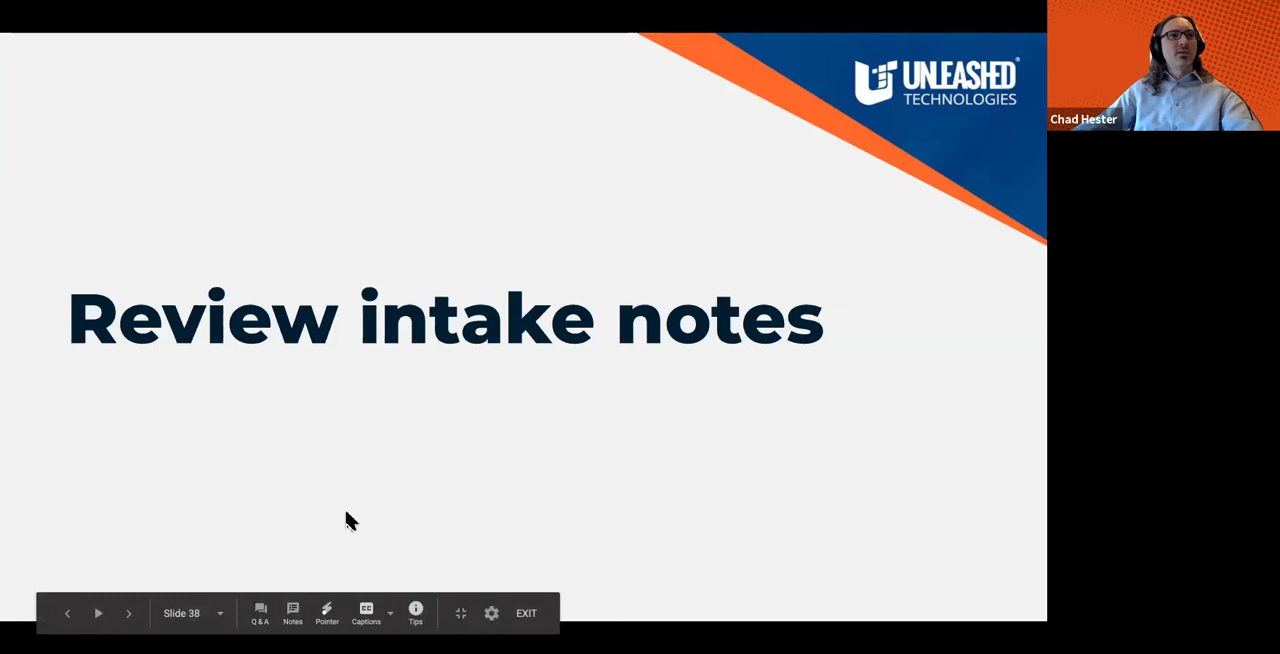 UNLEASHED®
TECHNOLOGIES
Chad Hester
Review intake notes
Slide 38
Q & A
Notes
Pointer
Captions
Tips
EXIT